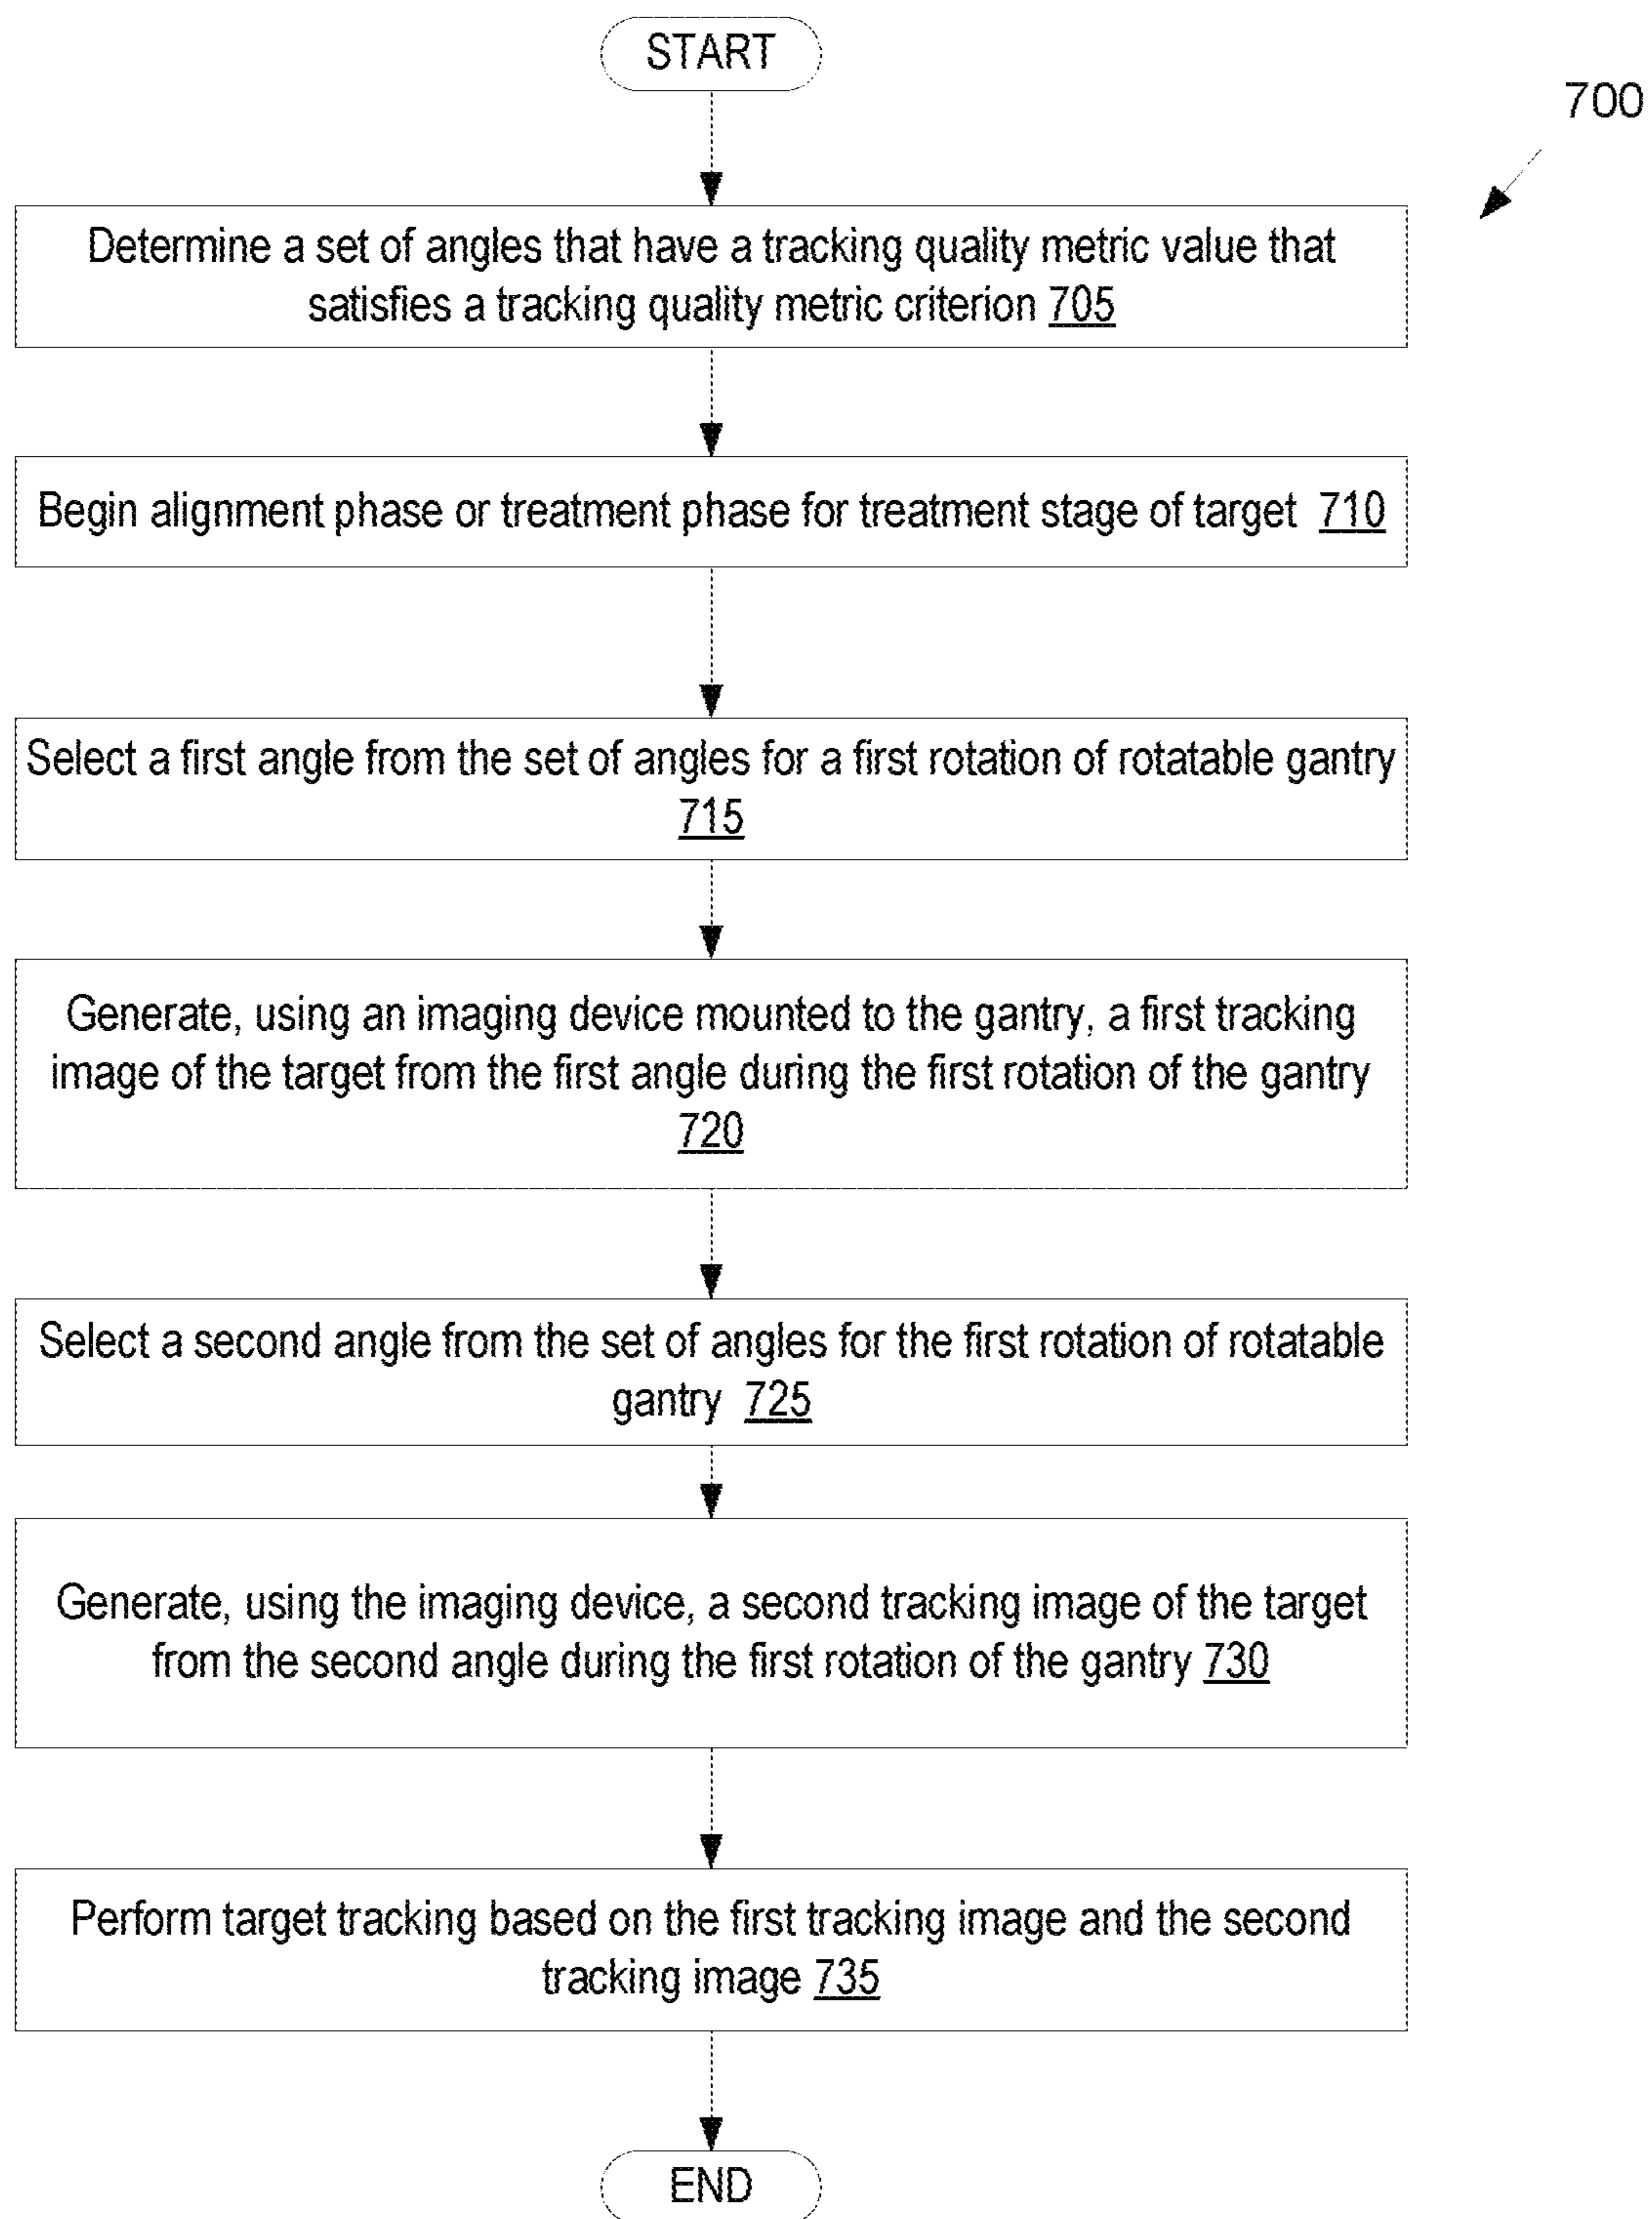 START
700
Determine a set of angles that have a tracking quality metric value that
satisfies a tracking quality metric criterion 705
Begin alignment phase or treatment phase for treatment stage of target 710
Select a first angle from the set of angles for a first rotation of rotatable gantry
715
Generate, using an imaging device mounted to the gantry, a first tracking
image of the target from the first angle during the first rotation of the gantry
720
Select a second angle from the set of angles for the first rotation of rotatable
gantry 725
Generate, using the imaging device, a second tracking image of the target
from the second angle during the first rotation of the gantry 730
Perform target tracking based on the first tracking image and the second
tracking image 735
END